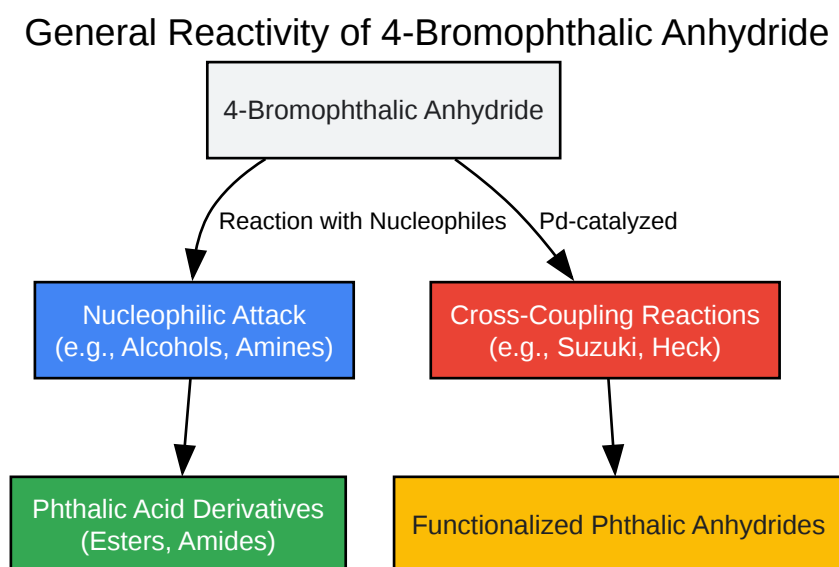 General Reactivity of 4-Bromophthalic Anhydride
4-Bromophthalic Anhydride
Reaction with Nucleophiles
Pd-catalyzed
Nucleophilic Attack
(e.g., Alcohols, Amines)
Cross-Coupling Reactions
(e.g., Suzuki, Heck)
Phthalic Acid Derivatives
(Esters, Amides)
Functionalized Phthalic Anhydrides